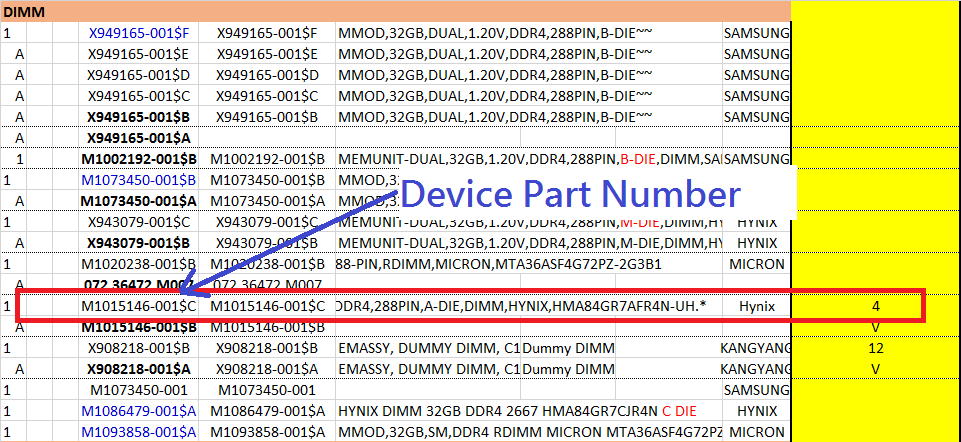 DIMM
1 X949165-001$F X949165-001$F MMOD,32GB,DUAL,1.20V,DDR4,288PIN,B-DIE~~ SAMSUNG
A X949165-001$E X949165-001$E MMOD,32GB,DUAL,1.20V,DDR4,288PIN,B-DIE~~ SAMSUNG
A X949165-001$D X949165-001$D MMOD,32GB,DUAL,1.20V,DDR4,288PIN,B-DIE~~ SAMSUNG
A X949165-001$C X949165-001$C MMOD,32GB,DUAL,1.20V,DDR4,288PIN,B-DIE~~ SAMSUNG
A X949165-001$B X949165-001$B MMOD,32GB,DUAL,1.20V,DDR4,288PIN,B-DIE~~ SAMSUNG
A X949165-001$A
1 M1002192-001$B M1002192-001$B MEMUNIT-DUAL,32GB,1.20V,DDR4,288PIN,B-DIE,DIMM,SA SAMSUNG
1 M1073450-001$B M1073450-001$B MMOD,32
A M1073450-001$A M1073450-001$A MMOD,32
Device Part Number
1 X943079-001$C X943079-001$C MEMUNIT-DUAL,32GB,1.20V,DDR4,288PIN,M-DIE,DIMM,HY HYNIX
A X943079-001$B X943079-001$B MEMUNIT-DUAL,32GB,1.20V,DDR4,288PIN,M-DIE,DIMM,HY HYNIX
1 M1020238-001$B M1020238-001$B 88-PIN,RDIMM,MICRON,MTA36ASF4G72PZ-2G3B1 MICRON
A 072.36472.M007 072.36472.M007
1 M1015146-001$C M1015146-001$C DDR4,288PIN,A-DIE,DIMM,HYNIX,HMA84GR7AFR4N-UH.* Hynix 4
A M1015146-001$B M1015146-001$B V
1 X908218-001$B X908218-001$B EMASSY, DUMMY DIMM, C1 Dummy DIMM KANGYANG 12
A X908218-001$A X908218-001$A EMASSY, DUMMY DIMM, C1 Dummy DIMM KANGYANG V
1 M1073450-001 M1073450-001 SAMSUNG
1 M1086479-001$A M1086479-001$A HYNIX DIMM 32GB DDR4 2667 HMA84GR7CJR4N C DIE HYNIX
1 M1093858-001$A M1093858-001$A MMOD,32GB,SM,DDR4 RDIMM MICRON MTA36ASF4G72PZ MICRON